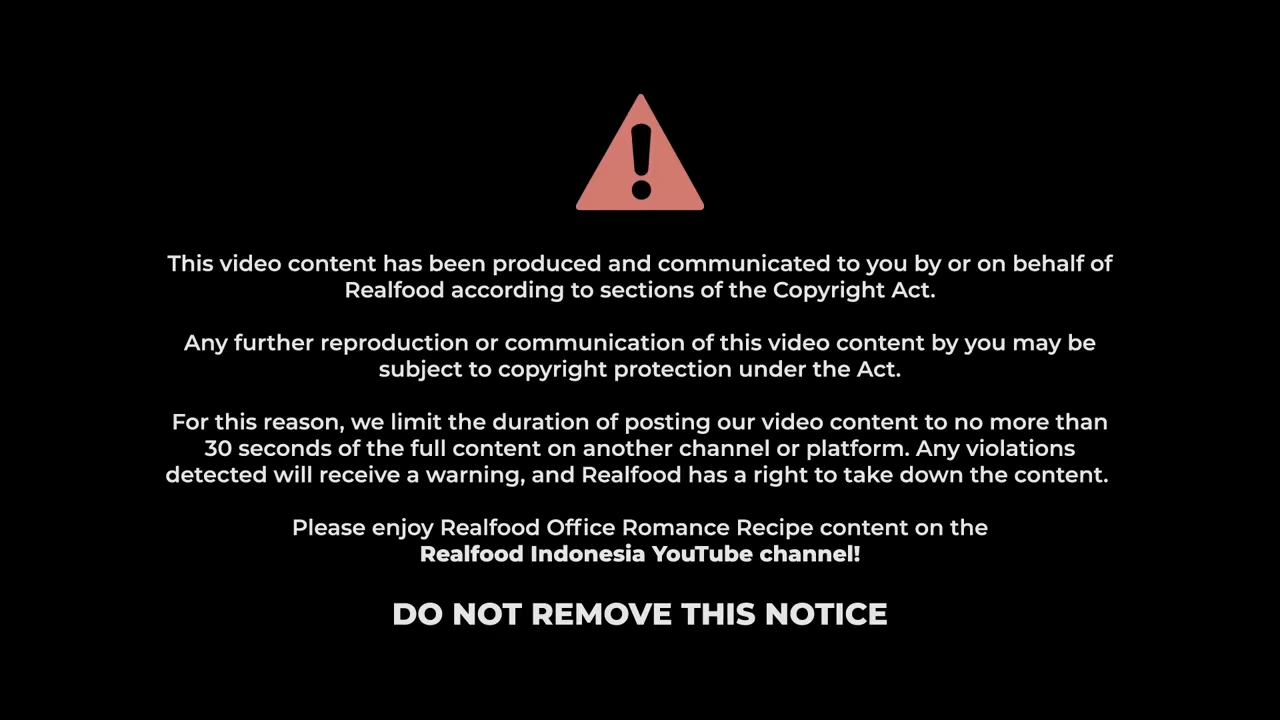 This video content has been produced and communicated to you by or on behalf of
Realfood according to sections of the Copyright Act.
Any further reproduction or communication of this video content by you may be
subject to copyright protection under the Act.
For this reason, we limit the duration of posting our video content to no more than
30 seconds of the full content on another channel or platform. Any violations
detected will receive a warning, and Realfood has a right to take down the content.
Please enjoy Realfood Office Romance Recipe content on the
Realfood Indonesia YouTube channel!
DO NOT REMOVE THIS NOTICE